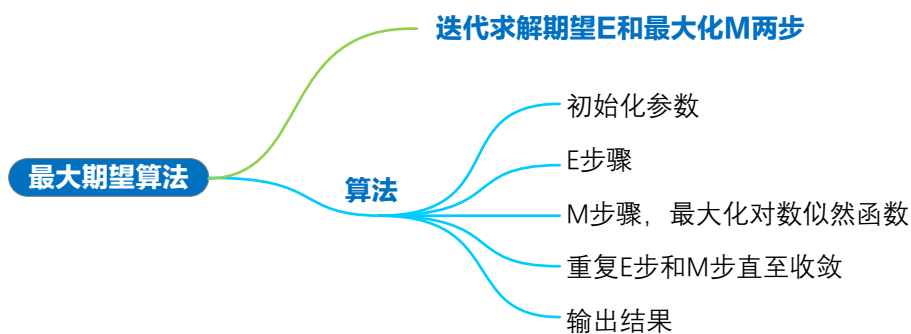 迭代求解期望E和最大化M两步
初始化参数
E步骤
最大期望算法
算法
M步骤，最大化对数似然函数
重复E步和M步直至收敛
输出结果